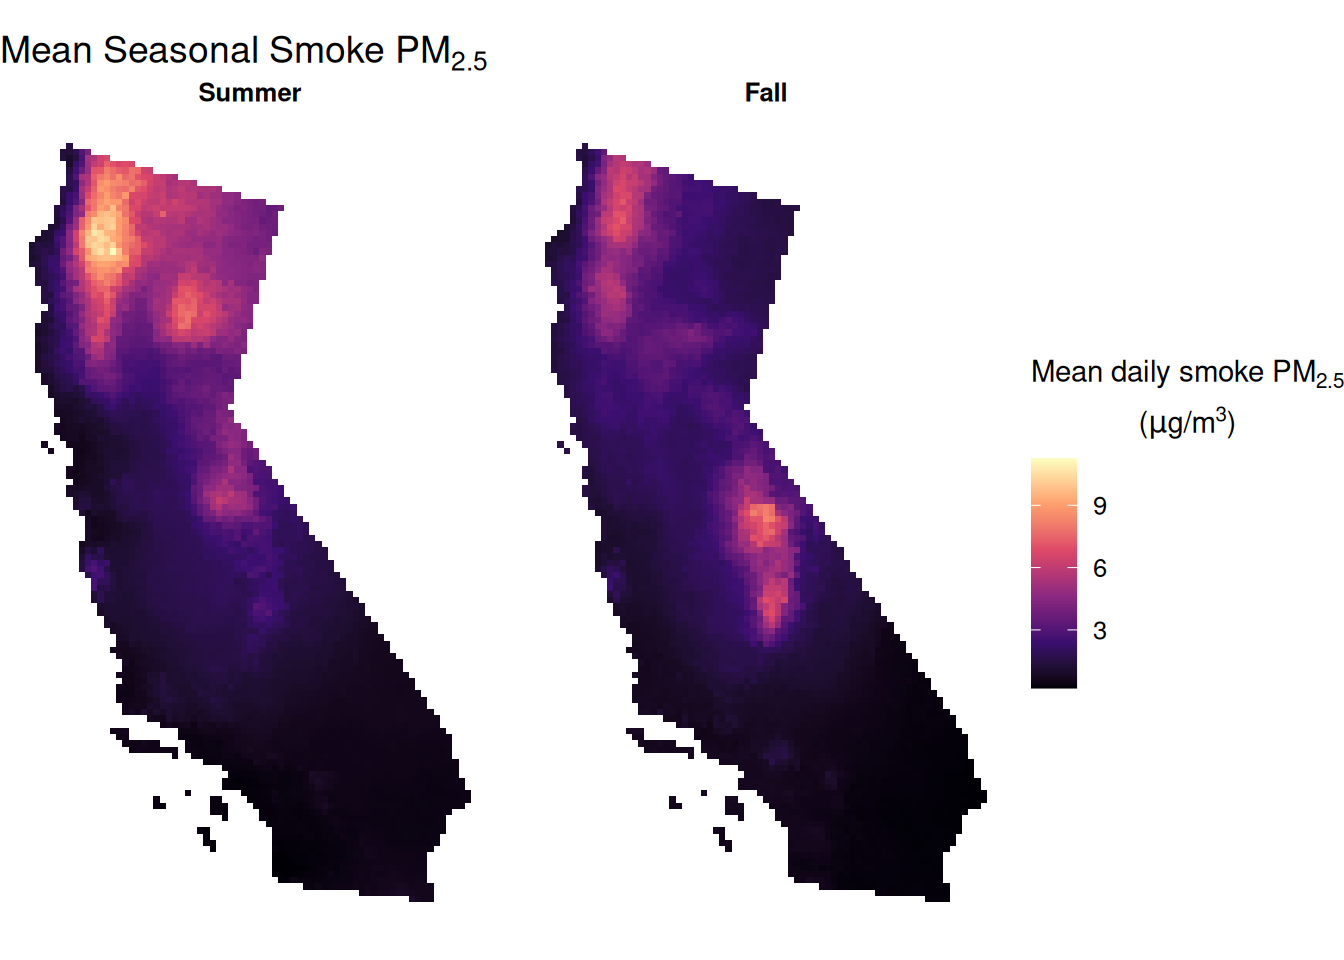 Mean Seasonal Smoke PM₂.₅
Summer
Fall
Mean daily smoke PM₂.₅
(μg/m³)
9
6
3